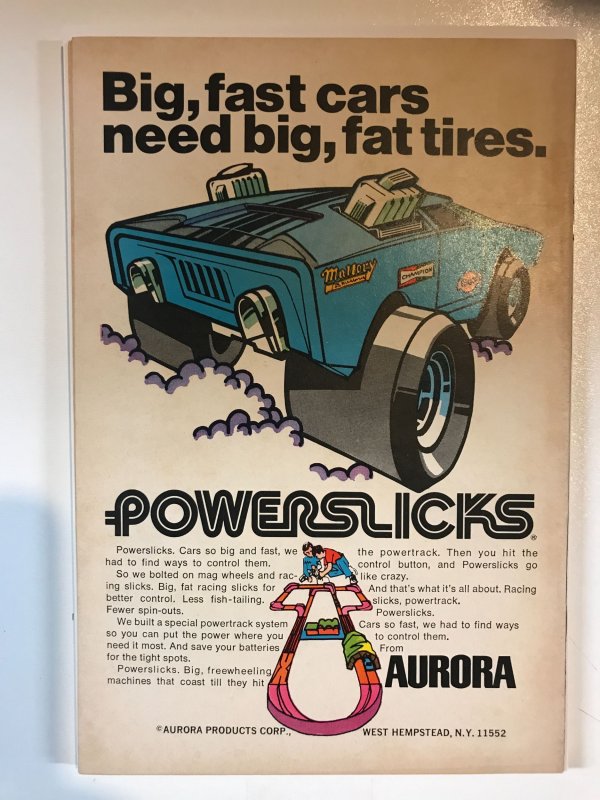 Big, fast cars
need big, fat tires.
Mallory
CHAMPION
POWERSLICKS®
Powerslicks. Cars so big and fast, we
had to find ways to control them.
So we bolted on mag wheels and rac-
ing slicks. Big, fat racing slicks for
better control. Less fish-tailing.
Fewer spin-outs.
We built a special powertrack system
so you can put the power where you
need it most. And save your batteries
for the tight spots.
Powerslicks. Big, freewheeling
machines that coast till they hit
the powertrack. Then you hit the
control button, and Powerslicks go
like crazy.
And that's what it's all about. Racing
slicks, powertrack.
Powerslicks.
Cars so fast, we had to find ways
to control them.
From
AURORA
©AURORA PRODUCTS CORP., WEST HEMPSTEAD, N.Y. 11552